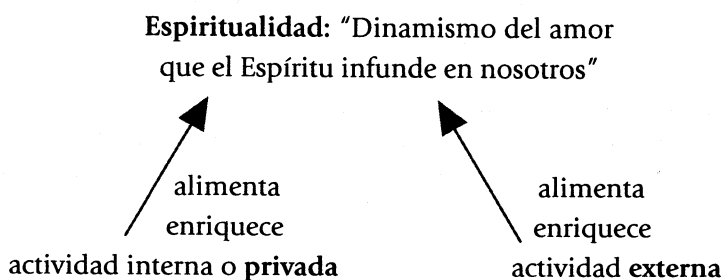 Espiritualidad: “Dinamismo del amor
que el Espíritu infunde en nosotros”
alimenta
enriquece
actividad interna o privada
alimenta
enriquece
actividad externa